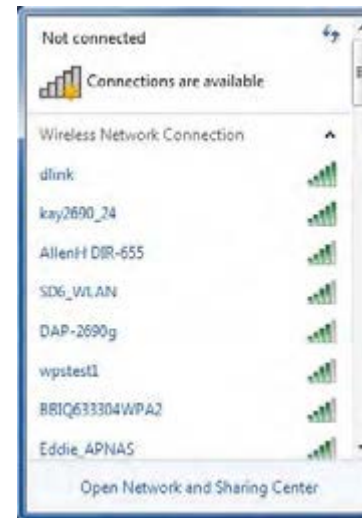 Not connected
Connections are available
Wireless Network Connection
dlink
kay2690_24
AllenH DIR-655
SD6_WLAN
DAP-2690g
wpstest1
BBIQ633304WPA2
Eddie_APNAS
Open Network and Sharing Center